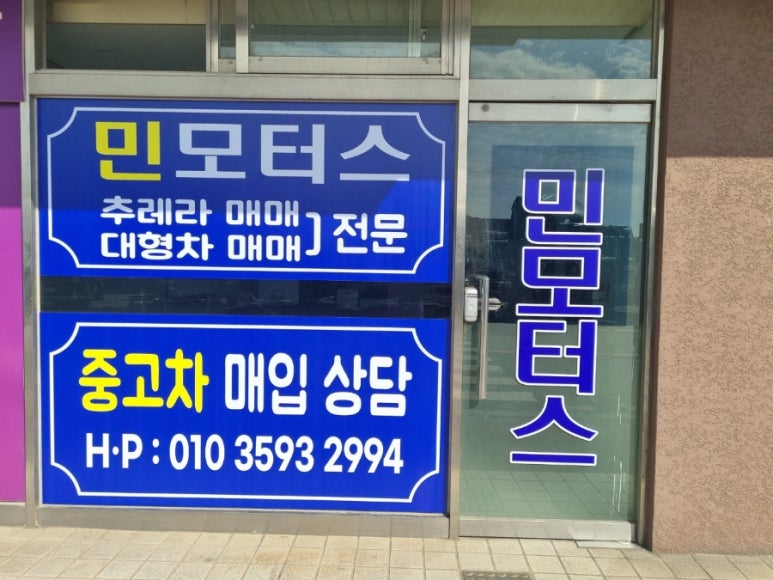 민모터스
추레라 매매
대형차 매매 ] 전문
중고차 매입 상담
H·P : 010 3593 2994
민모터스